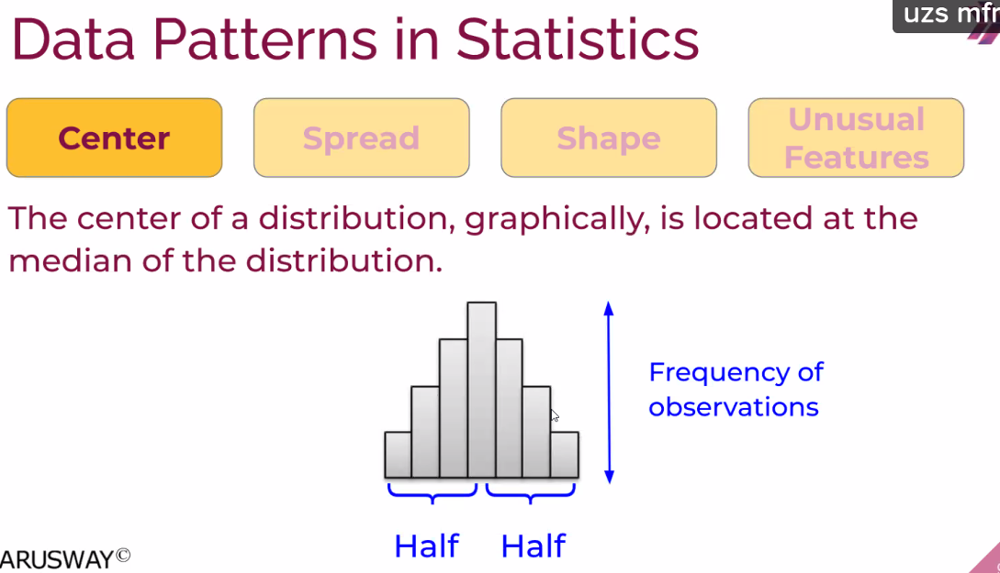 Data Patterns in Statistics
uzs mfr
Center
Spread
Shape
Unusual
Features
The center of a distribution, graphically, is located at the
median of the distribution.
Frequency of
observations
Half Half
ARUSWAY©